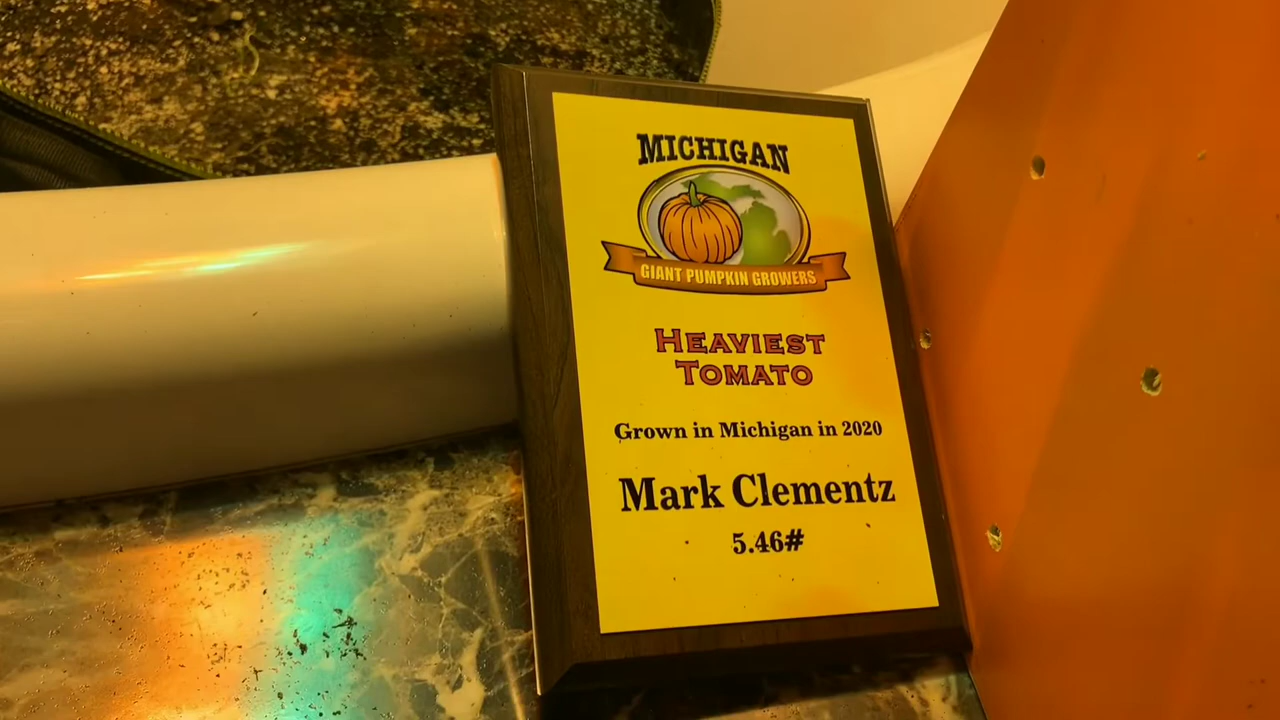 MICHIGAN
GIANT PUMPKIN GROWERS
HEAVIEST
TOMATO
Grown in Michigan in 2020
Mark Clementz
5.46#